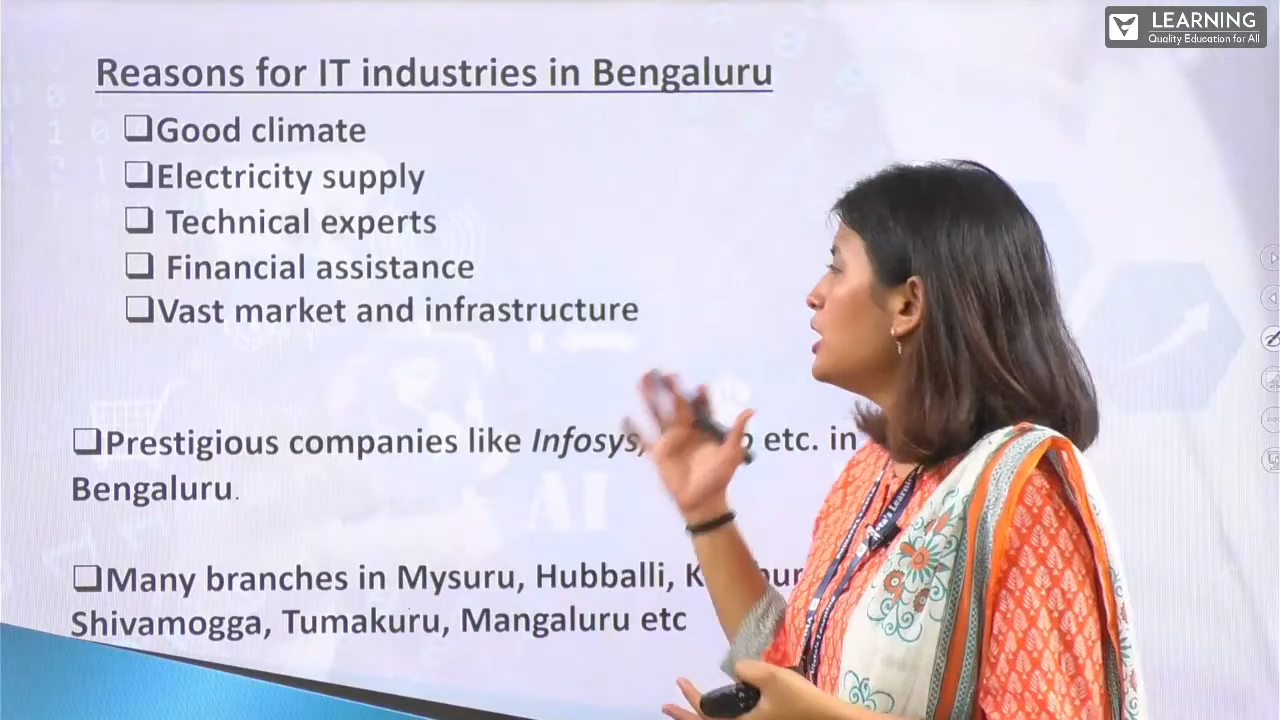 LEARNING
Quality Education for All
Reasons for IT industries in Bengaluru
Good climate
Electricity supply
Technical experts
Financial assistance
Vast market and infrastructure
Prestigious companies like Infosys, etc. in
Bengaluru.
Many branches in Mysuru, Hubballi,
Shivamogga, Tumakuru, Mangaluru etc
AI